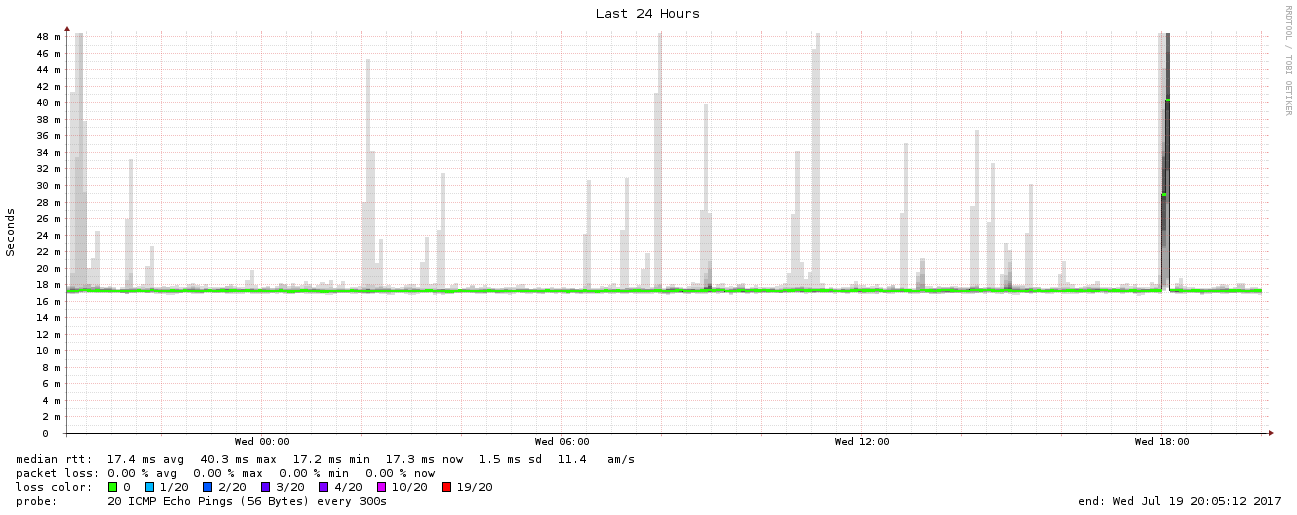 Last 24 Hours
RRDTOOL / TOBI OETIKER
Seconds
48 m
46 m
44 m
42 m
40 m
38 m
36 m
34 m
32 m
30 m
28 m
26 m
24 m
22 m
20 m
18 m
16 m
14 m
12 m
10 m
8 m
6 m
4 m
2 m
0
Wed 00:00 Wed 06:00 Wed 12:00 Wed 18:00
median rtt: 17.4 ms avg 40.3 ms max 17.2 ms min 17.3 ms now 1.5 ms sd 11.4 am/s
packet loss: 0.00 % avg 0.00 % max 0.00 % min 0.00 % now
loss color: 0 1/20 2/20 3/20 4/20 10/20 19/20
probe: 20 ICMP Echo Pings (56 Bytes) every 300s end: Wed Jul 19 20:05:12 2017